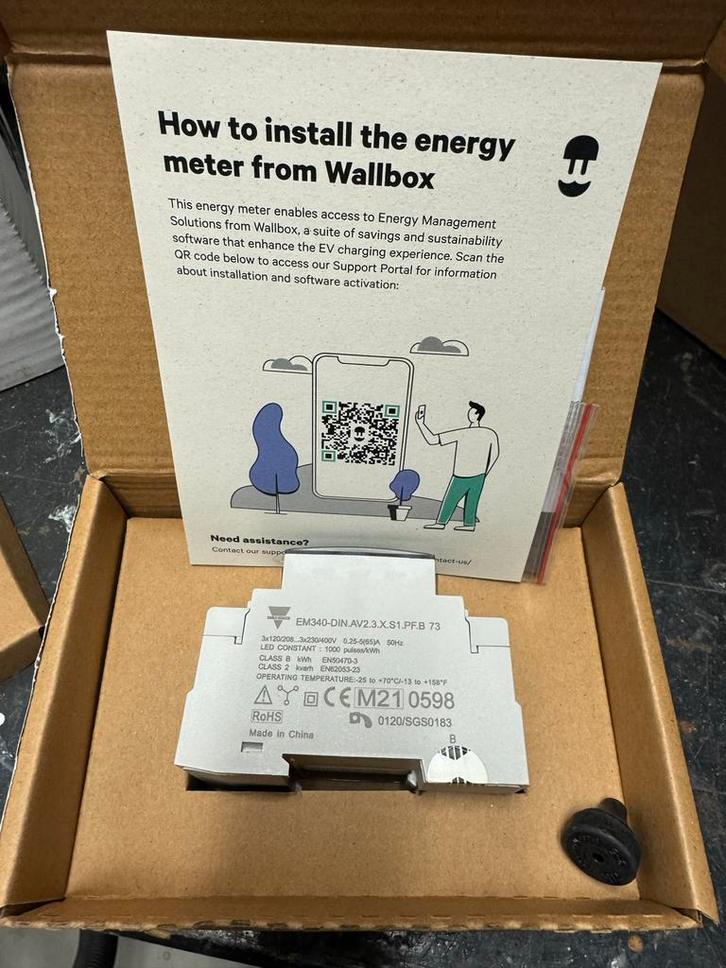 How to install the energy
meter from Wallbox
This energy meter enables access to Energy Management
Solutions from Wallbox, a suite of savings and sustainability
software that enhance the EV charging experience. Scan the
QR code below to access our Support Portal for information
about installation and software activation:
Need assistance?
Contact our
EM340-DIN.AV2.3.X.S1.PF.B 73
3x120/208...3x230/400V 0.25-5(65)A 50Hz
LED CONSTANT : 1000 pulses/kWh
CLASS B kWh EN50470-3
CLASS 2 kvarh EN62053-23
OPERATING TEMPERATURE:-25 to +70°C/-13 to +158°F
CE M21 0598
RoHS
0120/SGS0183
Made in China
B